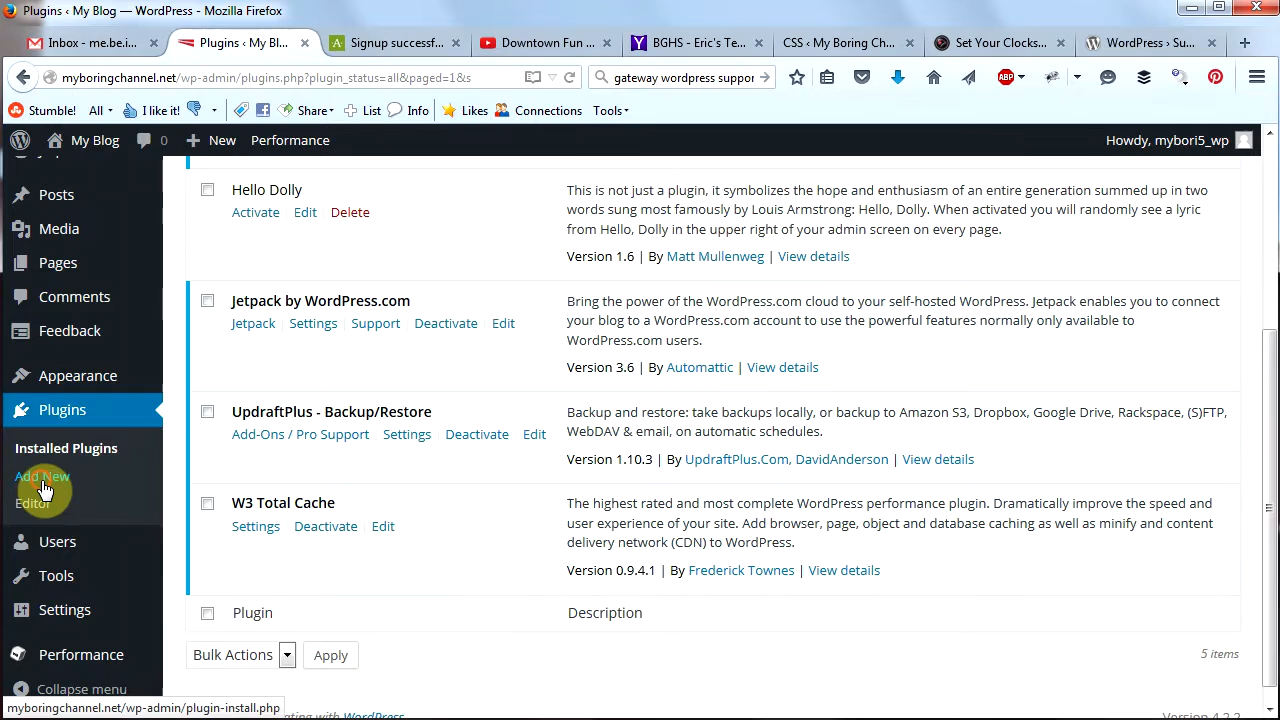 Plugins ‹ My Blog — WordPress - Mozilla Firefox
Inbox - me.be.i...
Plugins ‹ My Bl...
Signup successf...
Downtown Fun ...
BGHS - Eric's T...
CSS ‹ My Boring Ch...
Set Your Clocks...
WordPress › Su...
myboringchannel.net/wp-admin/plugins.php?plugin_status=all&paged=1&s
gateway wordpress suppor
ABP
Stumble!
All
I like it!
Share
List
Info
Likes
Connections
Tools
My Blog
0
New
Performance
Howdy, mybori5_wp
Posts
Media
Pages
Comments
Feedback
Appearance
Plugins
Installed Plugins
Add New
Editor
Users
Tools
Settings
Performance
Collapse menu
Hello Dolly
Activate Edit Delete
This is not just a plugin, it symbolizes the hope and enthusiasm of an entire generation summed up in two
words sung most famously by Louis Armstrong: Hello, Dolly. When activated you will randomly see a lyric
from Hello, Dolly in the upper right of your admin screen on every page.
Version 1.6 | By Matt Mullenweg | View details
Jetpack by WordPress.com
Jetpack Settings Support Deactivate Edit
Bring the power of the WordPress.com cloud to your self-hosted WordPress. Jetpack enables you to connect
your blog to a WordPress.com account to use the powerful features normally only available to
WordPress.com users.
Version 3.6 | By Automattic | View details
UpdraftPlus - Backup/Restore
Add-Ons / Pro Support Settings Deactivate Edit
Backup and restore: take backups locally, or backup to Amazon S3, Dropbox, Google Drive, Rackspace, (S)FTP,
WebDAV & email, on automatic schedules.
Version 1.10.3 | By UpdraftPlus.Com, DavidAnderson | View details
W3 Total Cache
Settings Deactivate Edit
The highest rated and most complete WordPress performance plugin. Dramatically improve the speed and
user experience of your site. Add browser, page, object and database caching as well as minify and content
delivery network (CDN) to WordPress.
Version 0.9.4.1 | By Frederick Townes | View details
Plugin
Description
Bulk Actions
Apply
5 items
myboringchannel.net/wp-admin/plugin-install.php
ating with WordPress
Version 4.2.2